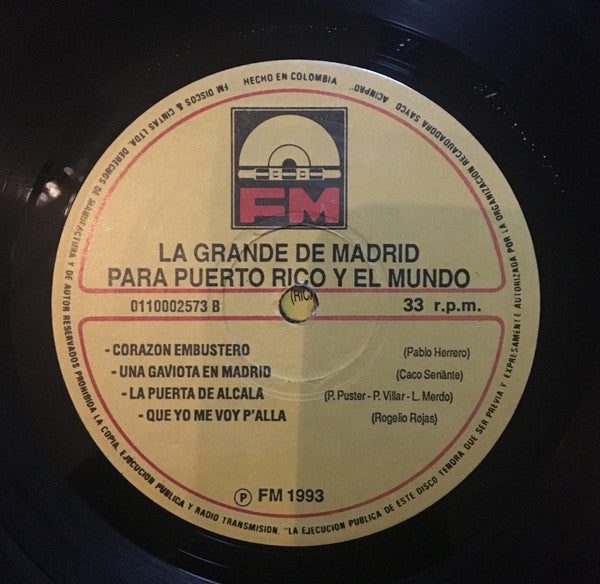 FM DISCOS & CINTAS LTDA. DERECHOS DE MANUFACTURA Y DE AUTOR RESERVADOS PROHIBIDA LA COPIA, EJECUCION PUBLICA Y RADIO TRANSMISION. "LA EJECUCION PUBLICA DE ESTE DISCO TENDRA QUE SER PREVIA Y EXPRESAMENTE AUTORIZADA POR LA ORGANIZACION RECAUDADORA SAYCO ACINPRO".
HECHO EN COLOMBIA
FM
LA GRANDE DE MADRID
PARA PUERTO RICO Y EL MUNDO
0110002573 B 33 r.p.m.
(RIC
- CORAZON EMBUSTERO (Pablo Herrero)
- UNA GAVIOTA EN MADRID (Caco Senänte)
- LA PUERTA DE ALCALA (P. Puster - P. Villar - L. Merdo)
- QUE YO ME VOY P'ALLA (Rogelio Rojas)
Ⓟ FM 1993